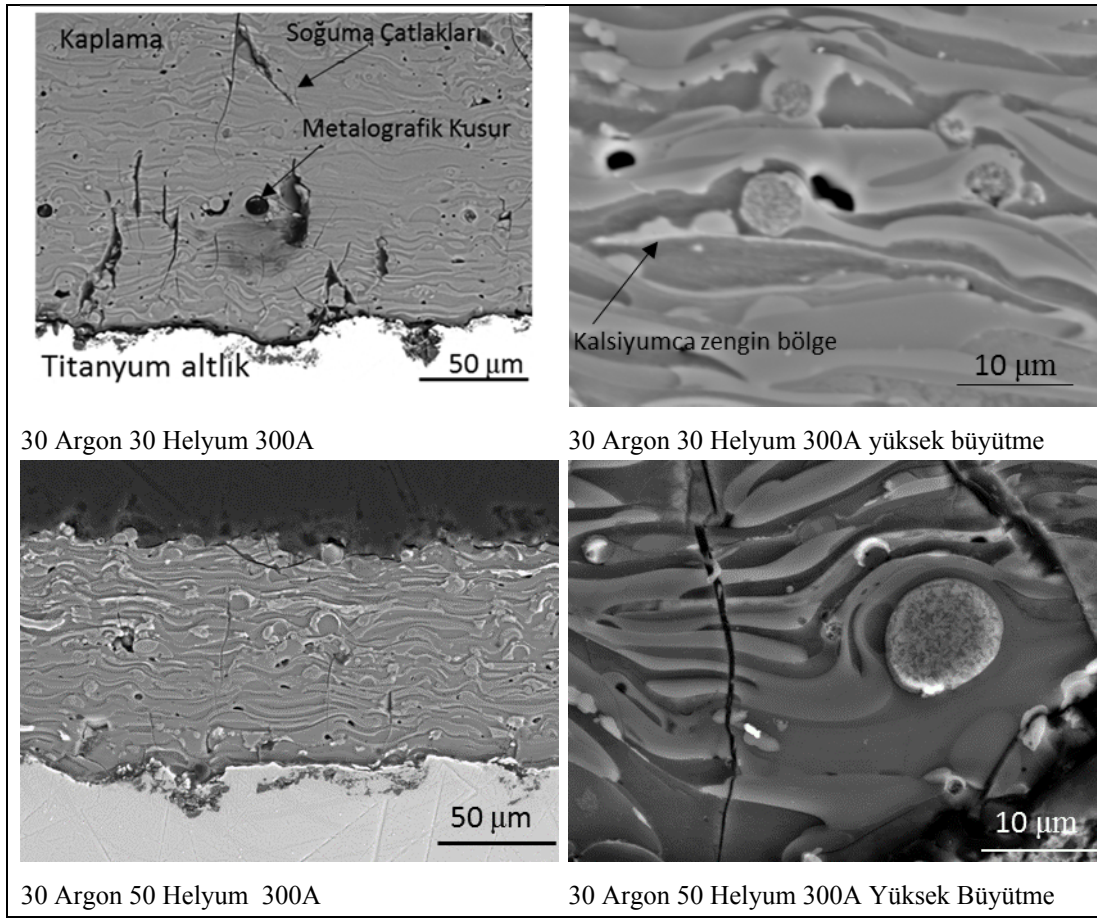 Kaplama
Soğuma Çatlakları
Metalografik Kusur
Titanyum altlık
50 μm
Kalsiyumca zengin bölge
10 μm
30 Argon 30 Helyum 300A
30 Argon 30 Helyum 300A yüksek büyütme
50 μm
10 μm
30 Argon 50 Helyum 300A
30 Argon 50 Helyum 300A Yüksek Büyütme